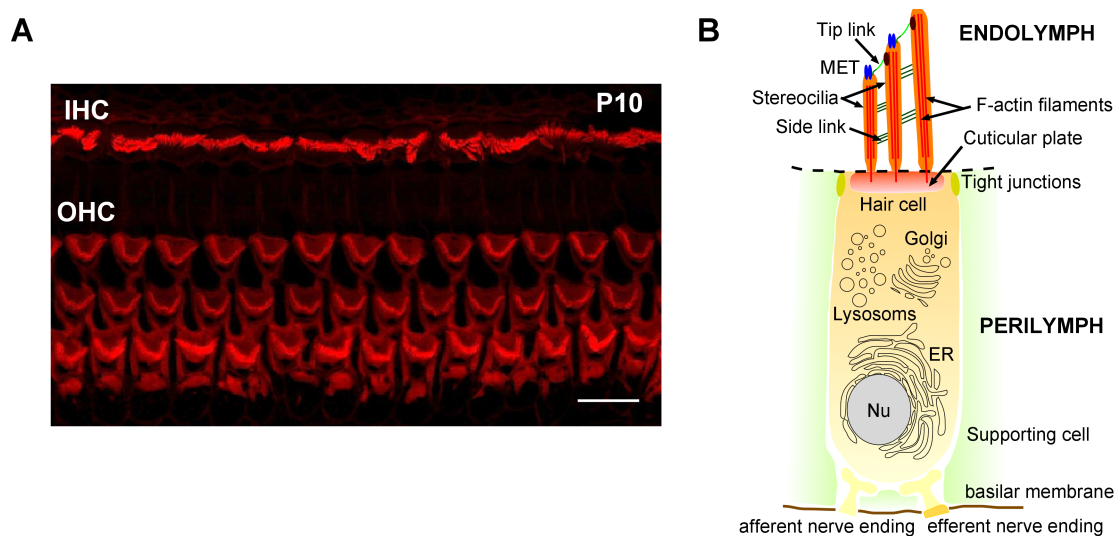 A
IHC
P10
OHC
B
ENDOLYMPH
Tip link
MET
Stereocilia
F-actin filaments
Side link
Cuticular plate
Tight junctions
Hair cell
Golgi
Lysosoms
PERILYMPH
ER
Nu
Supporting cell
basilar membrane
afferent nerve ending
efferent nerve ending